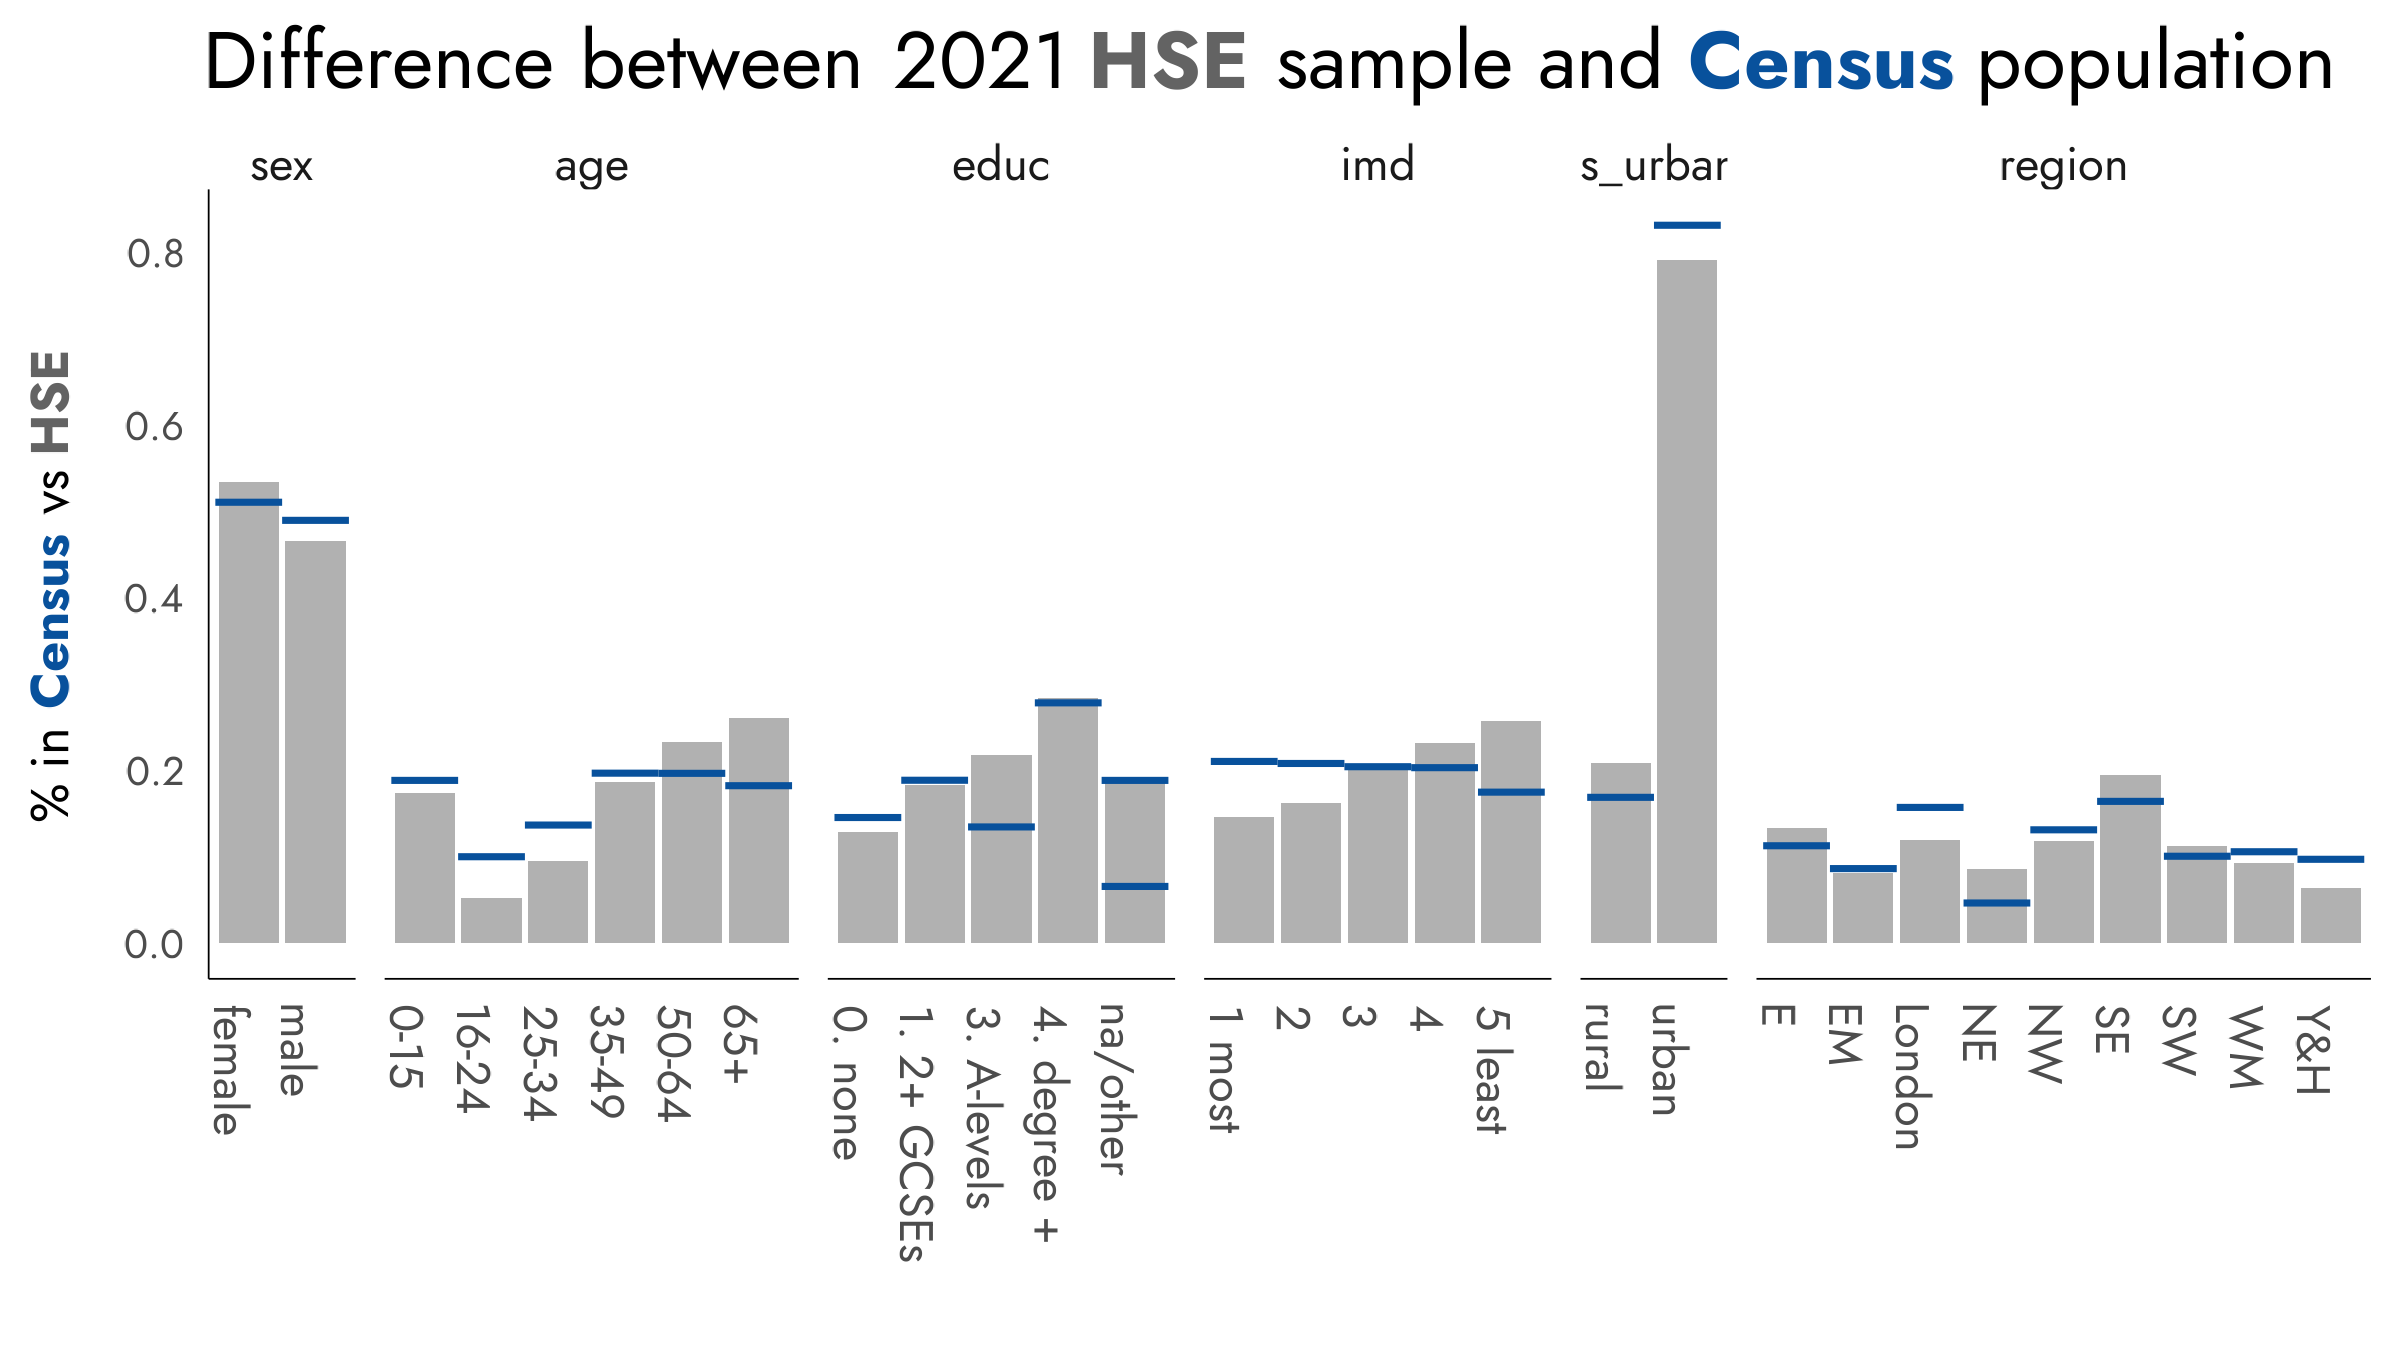 Difference between 2021 HSE sample and Census population
sex
age
educ
imd
s_urbar
region
% in Census vs HSE
0.8
0.6
0.4
0.2
0.0
female
male
0-15
16-24
25-34
35-49
50-64
65+
0. none
1. 2+ GCSEs
3. A-levels
4. degree +
na/other
1 most
2
3
4
5 least
rural
urban
E
EM
London
NE
NW
SE
SW
WM
Y&H